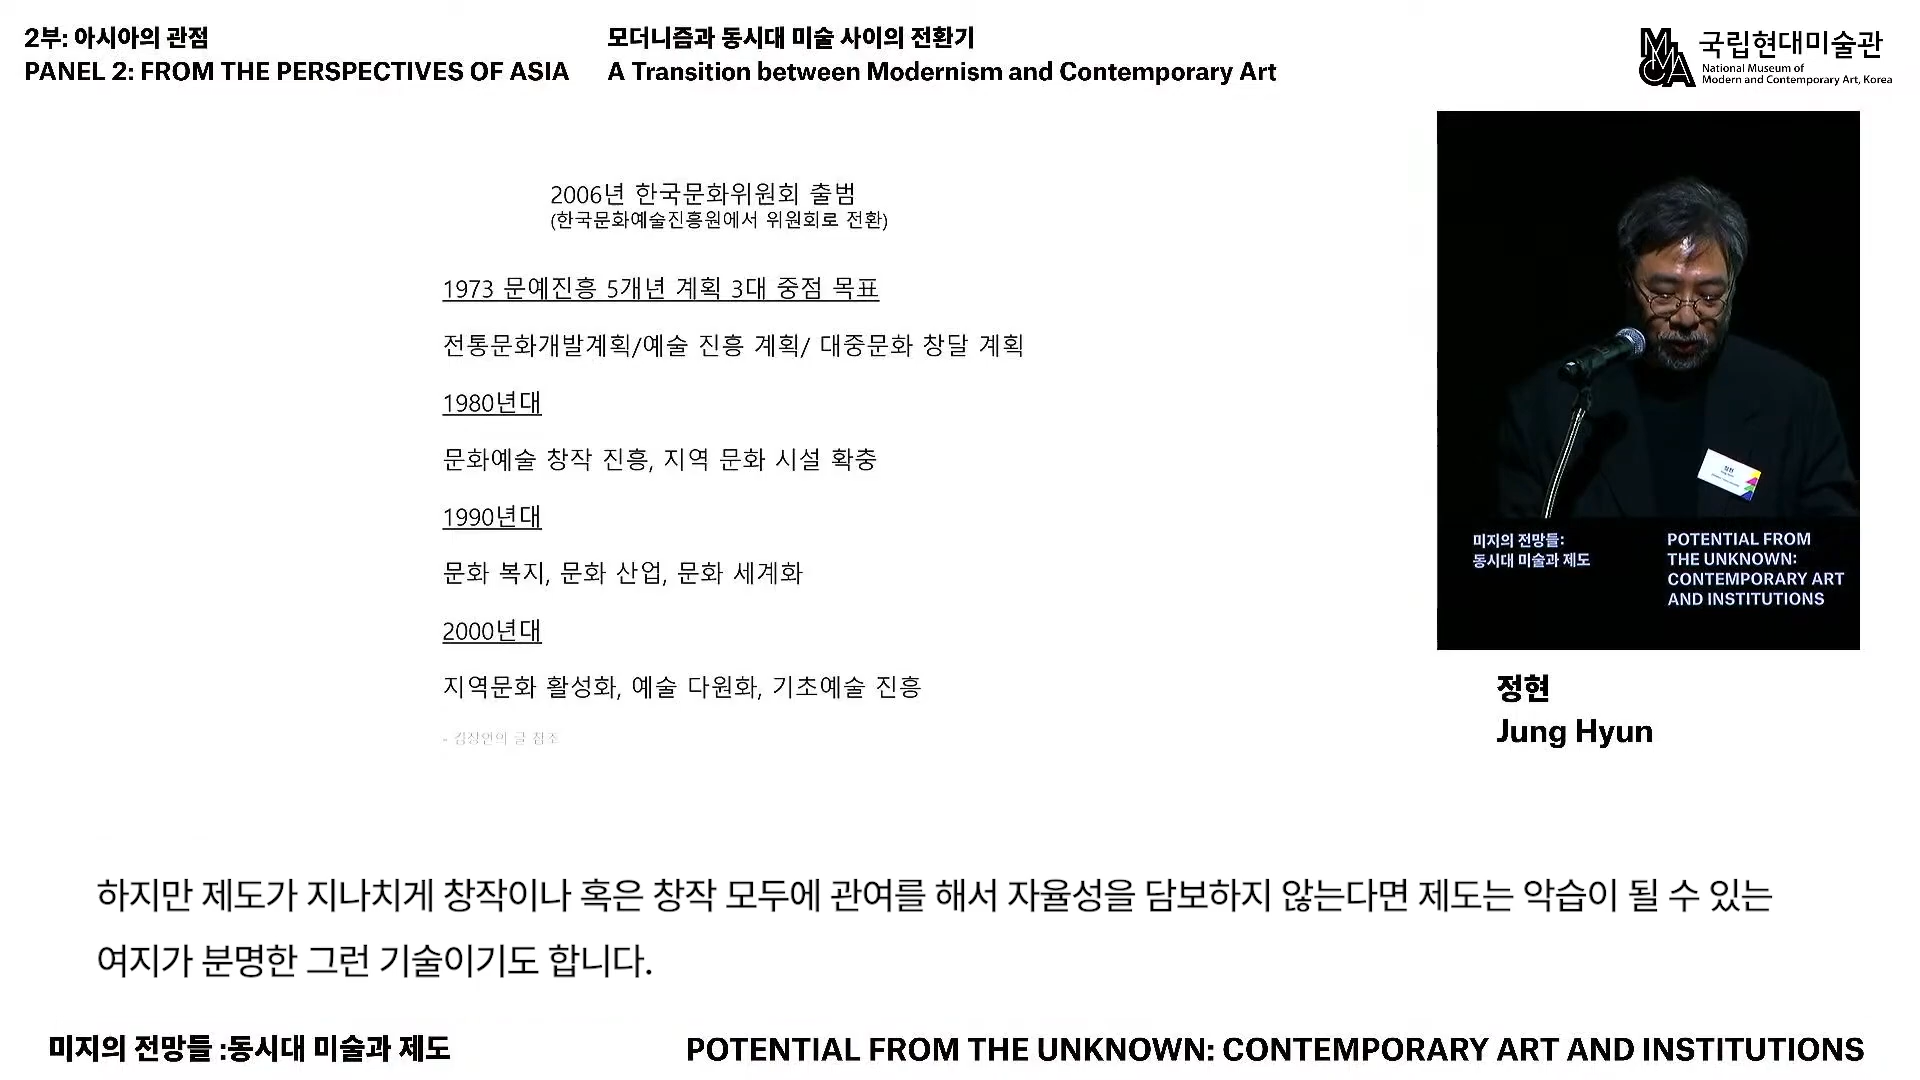 2부: 아시아의 관점
PANEL 2: FROM THE PERSPECTIVES OF ASIA
모더니즘과 동시대 미술 사이의 전환기
A Transition between Modernism and Contemporary Art
MMCA
국립현대미술관
National Museum of
Modern and Contemporary Art, Korea
2006년 한국문화위원회 출범
(한국문화예술진흥원에서 위원회로 전환)
1973 문예진흥 5개년 계획 3대 중점 목표
전통문화개발계획/예술 진흥 계획/ 대중문화 창달 계획
1980년대
문화예술 창작 진흥, 지역 문화 시설 확충
1990년대
문화 복지, 문화 산업, 문화 세계화
2000년대
지역문화 활성화, 예술 다원화, 기초예술 진흥
- 김장언의 글 참조
정현
미지의 전망들:
동시대 미술과 제도
POTENTIAL FROM
THE UNKNOWN:
CONTEMPORARY ART
AND INSTITUTIONS
정현
Jung Hyun
하지만 제도가 지나치게 창작이나 혹은 창작 모두에 관여를 해서 자율성을 담보하지 않는다면 제도는 악습이 될 수 있는
여지가 분명한 그런 기술이기도 합니다.
미지의 전망들 :동시대 미술과 제도
POTENTIAL FROM THE UNKNOWN: CONTEMPORARY ART AND INSTITUTIONS